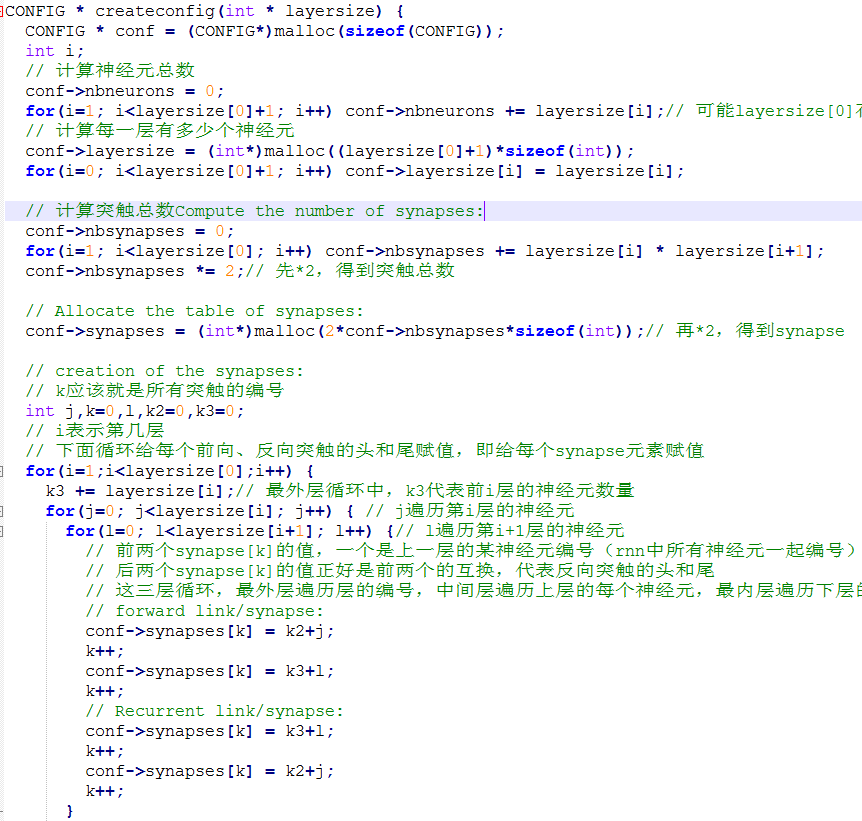 CONFIG * createconfig(int * layersize) {
CONFIG * conf = (CONFIG*)malloc(sizeof(CONFIG));
int i;
// 计算神经元总数
conf->nbneurons = 0;
for(i=1; i<layersize[0]+1; i++) conf->nbneurons += layersize[i];// 可能layersize[0]
// 计算每一层有多少个神经元
conf->layersize = (int*)malloc((layersize[0]+1)*sizeof(int));
for(i=0; i<layersize[0]+1; i++) conf->layersize[i] = layersize[i];
// 计算突触总数Compute the number of synapses:
conf->nbsynapses = 0;
for(i=1; i<layersize[0]; i++) conf->nbsynapses += layersize[i] * layersize[i+1];
conf->nbsynapses *= 2;// 先*2，得到突触总数
// Allocate the table of synapses:
conf->synapses = (int*)malloc(2*conf->nbsynapses*sizeof(int));// 再*2，得到synapse
// creation of the synapses:
// k应该就是所有突触的编号
int j,k=0,l,k2=0,k3=0;
// i表示第几层
// 下面循环给每个前向、反向突触的头和尾赋值，即给每个synapse元素赋值
for(i=1;i<layersize[0];i++) {
k3 += layersize[i];// 最外层循环中，k3代表前i层的神经元数量
for(j=0; j<layersize[i]; j++) { // j遍历第i层的神经元
for(l=0; l<layersize[i+1]; l++) {// l遍历第i+1层的神经元
// 前两个synapse[k]的值，一个是上一层的某神经元编号（rnn中所有神经元一起编号）
// 后两个synapse[k]的值正好是前两个的互换，代表反向突触的头和尾
// 这三层循环，最外层遍历层的编号，中间层遍历上层的每个神经元，最内层遍历下层的
// forward link/synapse:
conf->synapses[k] = k2+j;
k++;
conf->synapses[k] = k3+l;
k++;
// Recurrent link/synapse:
conf->synapses[k] = k3+l;
k++;
conf->synapses[k] = k2+j;
k++;
}